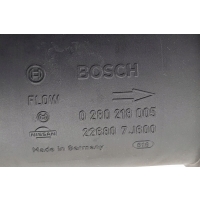 BOSCH
FLOW
0 280 218 005
NISSAN
22680 7J600
Made in Germany